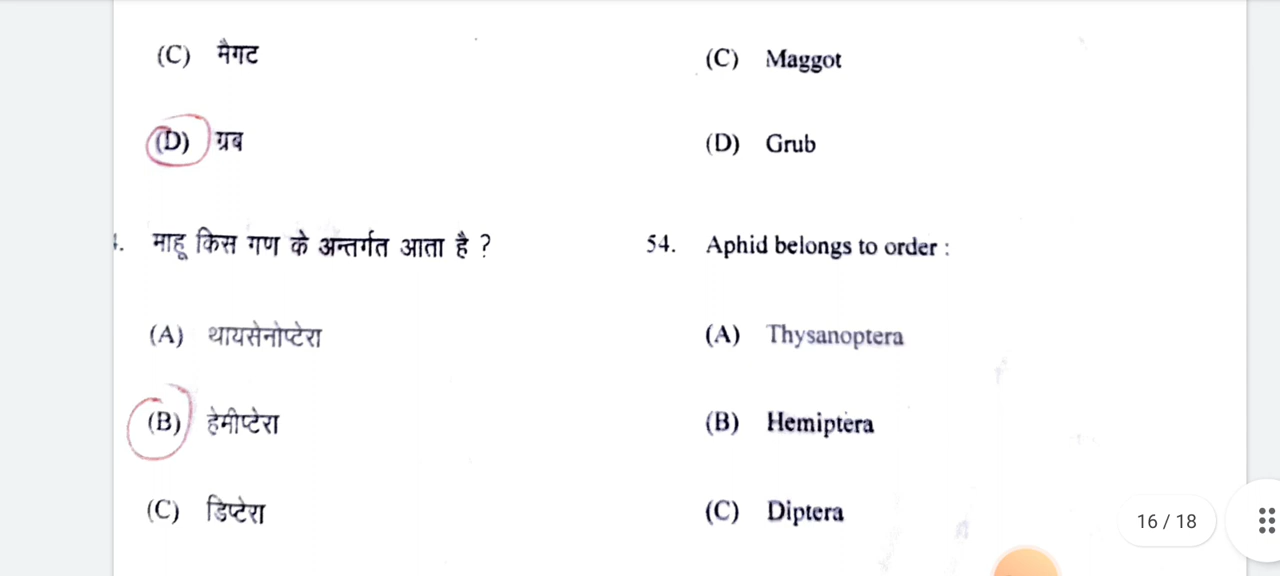 (C) मैगट
(C) Maggot
(D) ग्रब
(D) Grub
माहू किस गण के अन्तर्गत आता है ?
54. Aphid belongs to order :
(A) थायसेनोप्टेरा
(A) Thysanoptera
(B) हेमीप्टेरा
(B) Hemiptera
(C) डिप्टेरा
(C) Diptera
16 / 18